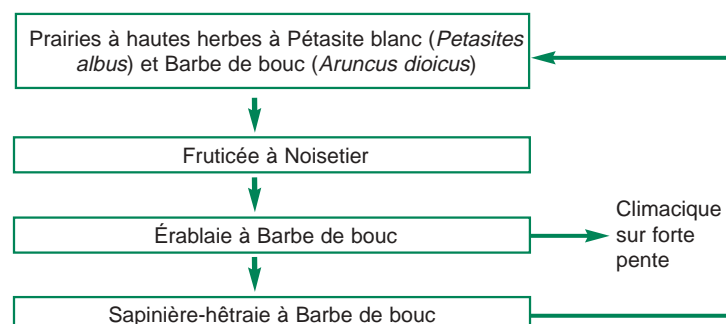 Prairies à hautes herbes à Pétasite blanc (Petasites
albus) et Barbe de bouc (Aruncus dioicus)
Fruticée à Noisetier
Érablaie à Barbe de bouc
Climacique
sur forte
pente
Sapinière-hêtraie à Barbe de bouc